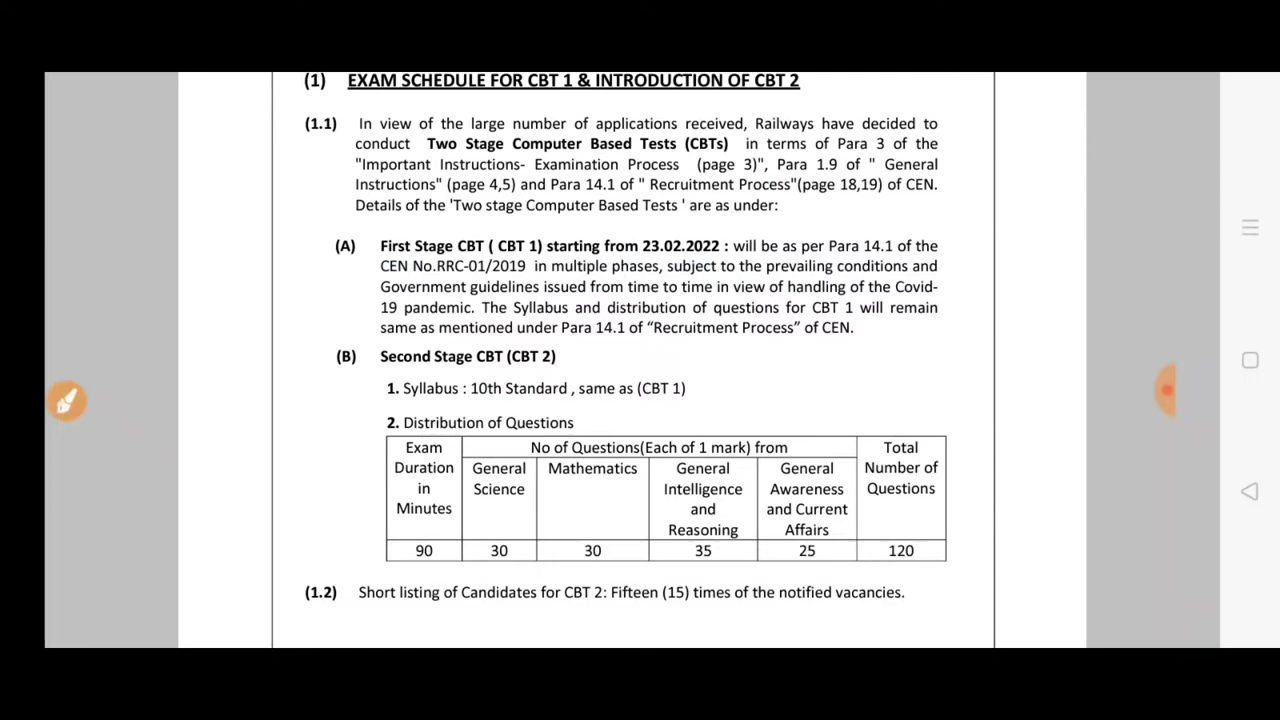 (1) EXAM SCHEDULE FOR CBT 1 & INTRODUCTION OF CBT 2
(1.1) In view of the large number of applications received, Railways have decided to
conduct Two Stage Computer Based Tests (CBTs) in terms of Para 3 of the
"Important Instructions- Examination Process (page 3)", Para 1.9 of " General
Instructions" (page 4,5) and Para 14.1 of " Recruitment Process"(page 18,19) of CEN.
Details of the 'Two stage Computer Based Tests ' are as under:
(A) First Stage CBT ( CBT 1) starting from 23.02.2022 : will be as per Para 14.1 of the
CEN No.RRC-01/2019 in multiple phases, subject to the prevailing conditions and
Government guidelines issued from time to time in view of handling of the Covid-
19 pandemic. The Syllabus and distribution of questions for CBT 1 will remain
same as mentioned under Para 14.1 of “Recruitment Process” of CEN.
(B) Second Stage CBT (CBT 2)
1. Syllabus : 10th Standard , same as (CBT 1)
2. Distribution of Questions
Exam No of Questions(Each of 1 mark) from Total
Duration General Mathematics General General Number of
in Science Intelligence Awareness Questions
Minutes and and Current
Reasoning Affairs
90 30 30 35 25 120
(1.2) Short listing of Candidates for CBT 2: Fifteen (15) times of the notified vacancies.